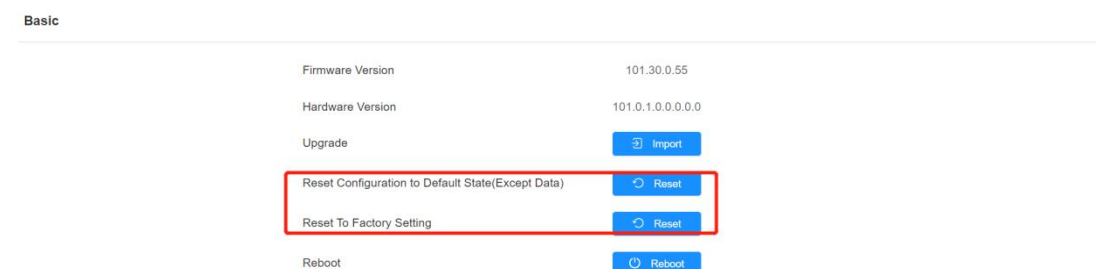 Basic
Firmware Version 101.30.0.55
Hardware Version 101.0.1.0.0.0.0.0
Upgrade Import
Reset Configuration to Default State(Except Data) Reset
Reset To Factory Setting Reset
Reboot Reboot